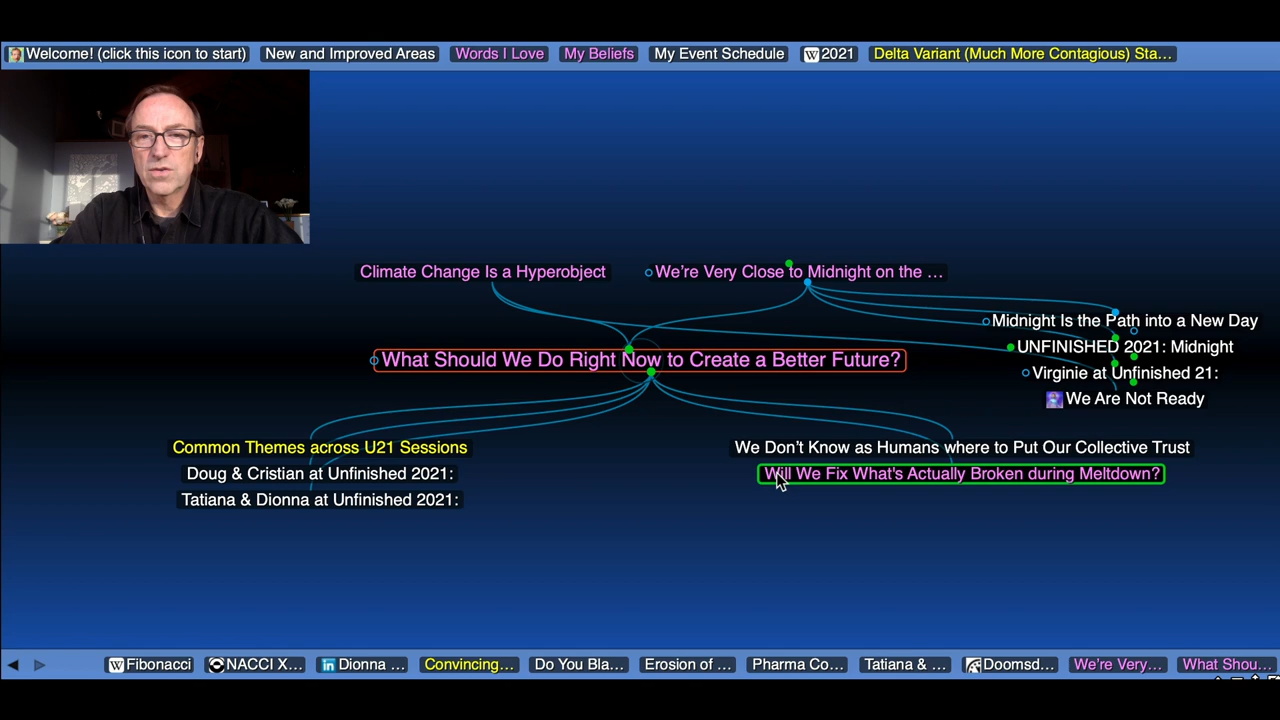 Welcome! (click this icon to start) New and Improved Areas Words I Love My Beliefs My Event Schedule W 2021 Delta Variant (Much More Contagious) Sta...
Climate Change Is a Hyperobject We're Very Close to Midnight on the ...
Midnight Is the Path into a New Day
UNFINISHED 2021: Midnight
What Should We Do Right Now to Create a Better Future?
Virginie at Unfinished 21:
We Are Not Ready
Common Themes across U21 Sessions We Don't Know as Humans where to Put Our Collective Trust
Doug & Cristian at Unfinished 2021: Will We Fix What's Actually Broken during Meltdown?
Tatiana & Dionna at Unfinished 2021:
W Fibonacci NACCI X... in Dionna ... Convincing... Do You Bla... Erosion of ... Pharma Co... Tatiana & ... Doomsd... We're Very... What Shou...